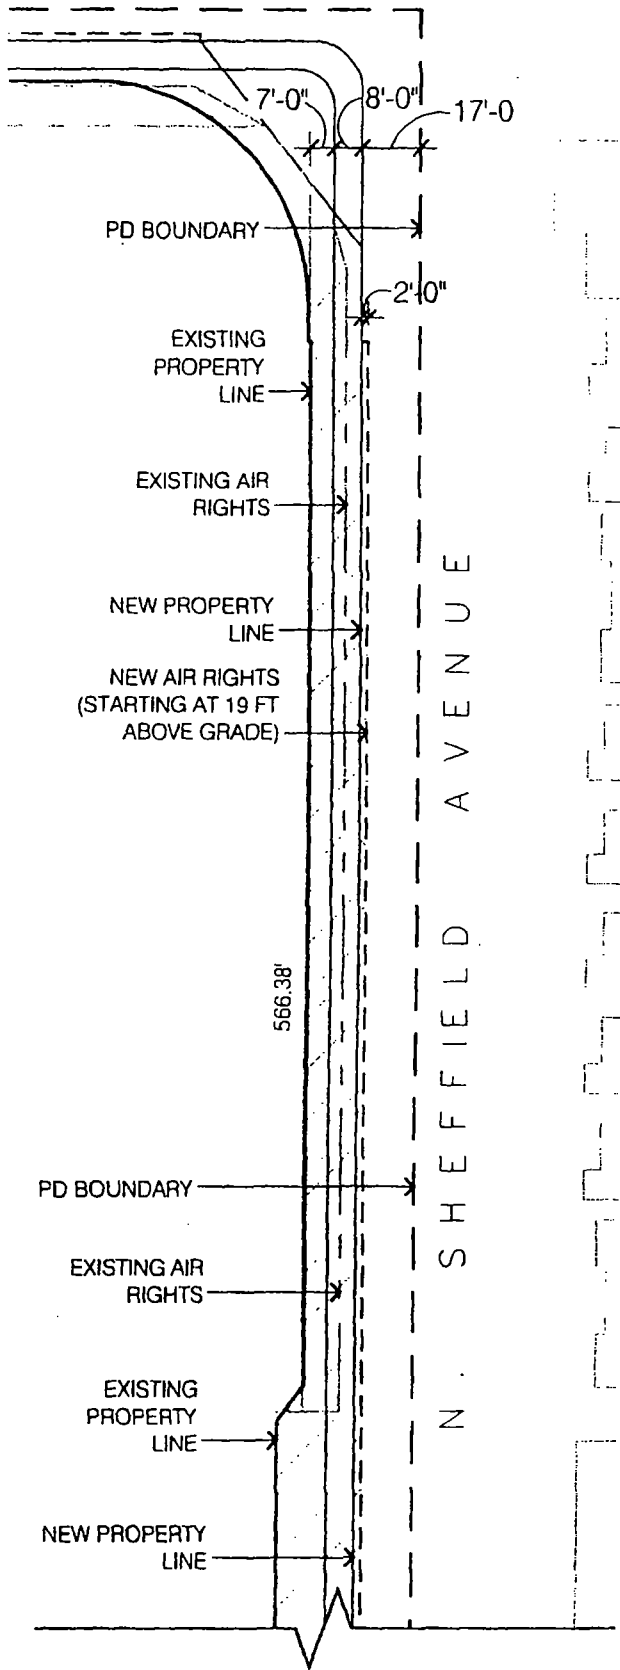 7'-0" 8'-0" 17'-0
PD BOUNDARY
2'-0"
EXISTING
PROPERTY
LINE
EXISTING AIR
RIGHTS
NEW PROPERTY
LINE
NEW AIR RIGHTS
(STARTING AT 19 FT
ABOVE GRADE)
N. SHEFFIELD AVENUE
566.38'
PD BOUNDARY
EXISTING AIR
RIGHTS
EXISTING
PROPERTY
LINE
NEW PROPERTY
LINE